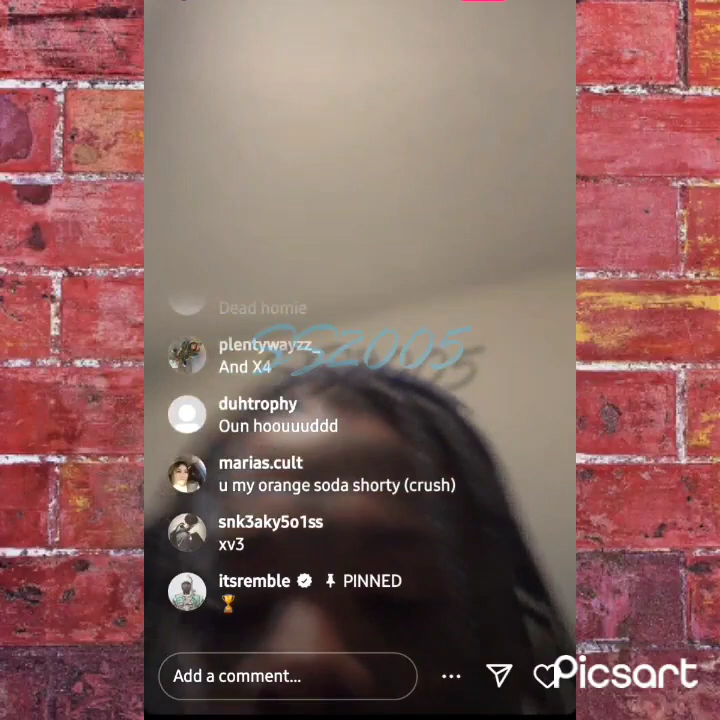 Dead homie
SS2005
plentywayzz_
And X4
duhtrophy
Oun hoouuuddd
marias.cult
u my orange soda shorty (crush)
snk3aky5o1ss
xv3
itsremble PINNED
🏆
Add a comment...
Picsart